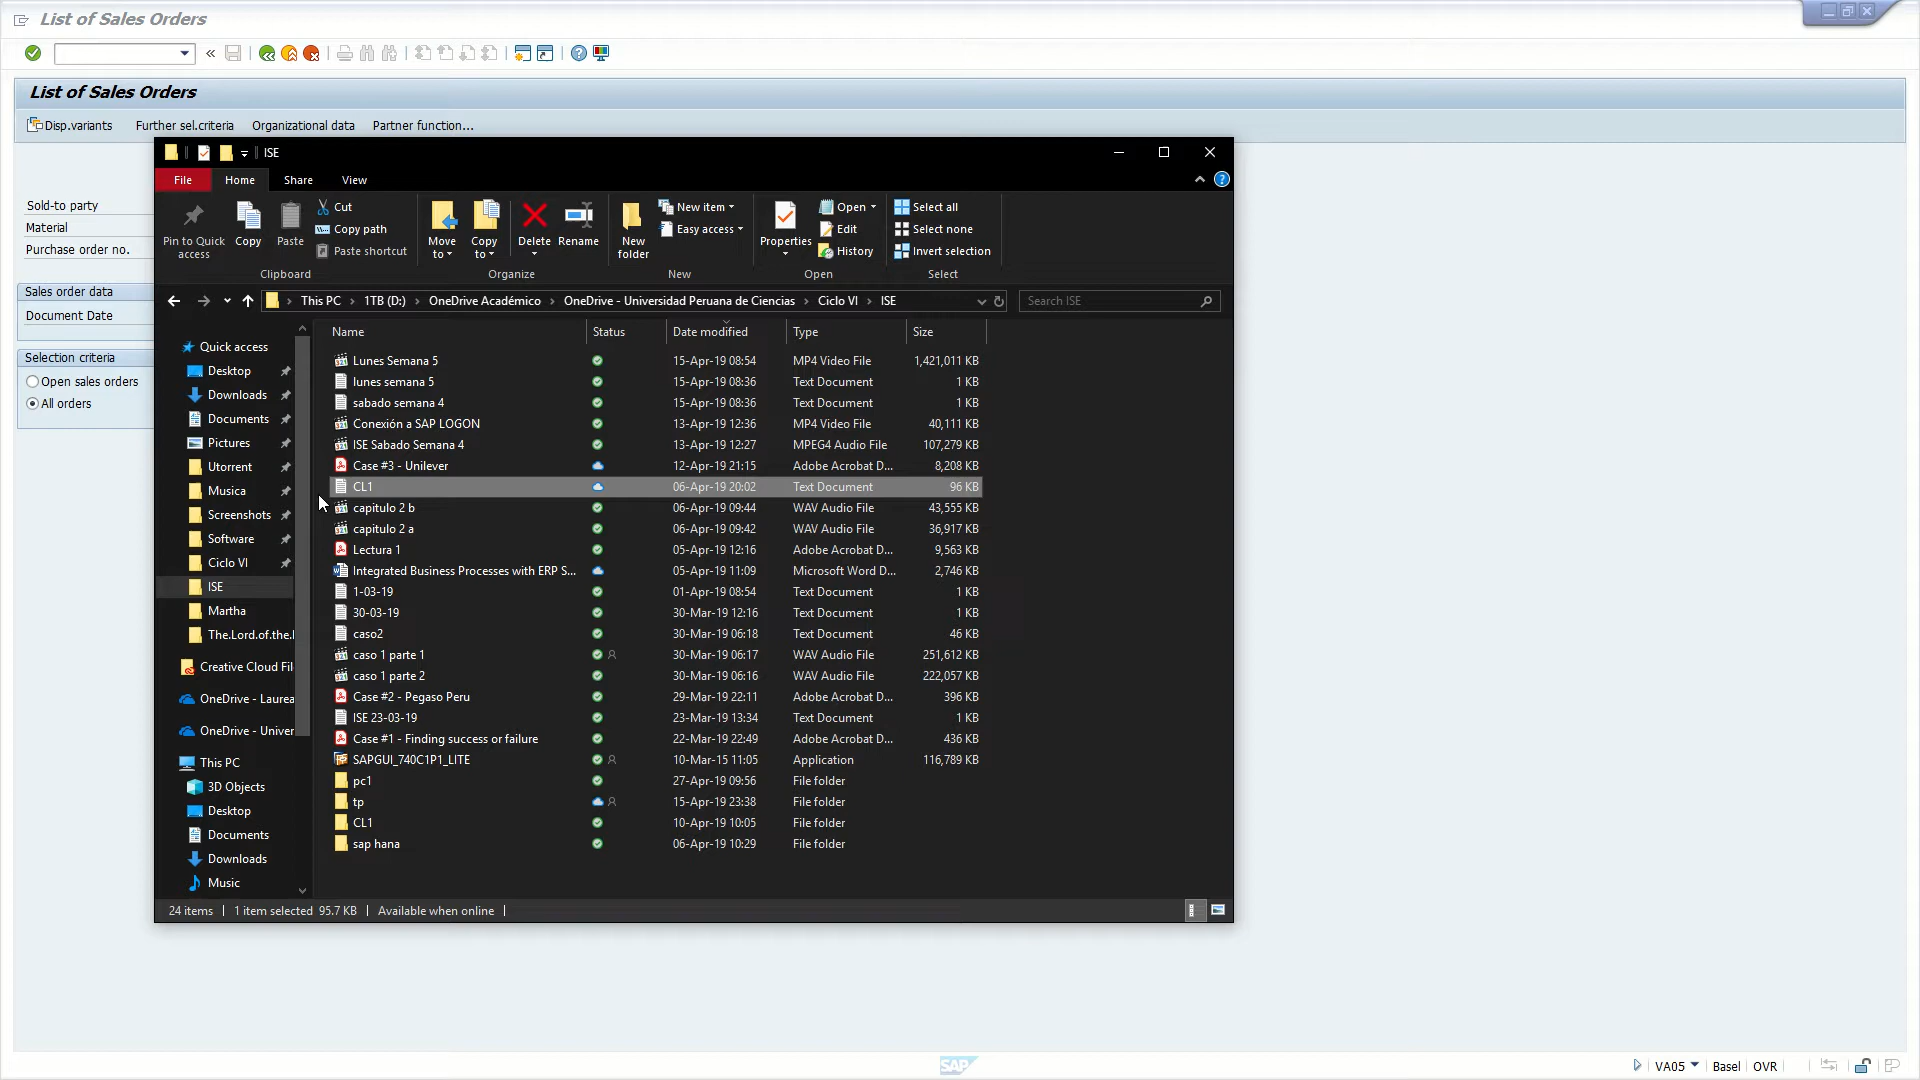 List of Sales Orders
List of Sales Orders
Disp.variants Further sel.criteria Organizational data Partner function...
Sold-to party
Material
Purchase order no.
Sales order data
Document Date
Selection criteria
Open sales orders
All orders
ISE
File Home Share View
Pin to Quick access
Copy
Paste
Cut
Copy path
Paste shortcut
Clipboard
Move to
Copy to
Delete
Rename
Organize
New folder
New item
Easy access
New
Properties
Open
Edit
History
Open
Select all
Select none
Invert selection
Select
This PC > 1TB (D:) > OneDrive Académico > OneDrive - Universidad Peruana de Ciencias > Ciclo VI > ISE
Search ISE
Quick access
Desktop
Downloads
Documents
Pictures
Utorrent
Musica
Screenshots
Software
Ciclo VI
ISE
Martha
The.Lord.of.the.
Creative Cloud Fil
OneDrive - Laurea
OneDrive - Univer
This PC
3D Objects
Desktop
Documents
Downloads
Music
Name Status Date modified Type Size
Lunes Semana 5 15-Apr-19 08:54 MP4 Video File 1,421,011 KB
lunes semana 5 15-Apr-19 08:36 Text Document 1 KB
sabado semana 4 15-Apr-19 08:36 Text Document 1 KB
Conexión a SAP LOGON 13-Apr-19 12:36 MP4 Video File 40,111 KB
ISE Sabado Semana 4 13-Apr-19 12:27 MPEG4 Audio File 107,279 KB
Case #3 - Unilever 12-Apr-19 21:15 Adobe Acrobat D... 8,208 KB
CL1 06-Apr-19 20:02 Text Document 96 KB
capitulo 2 b 06-Apr-19 09:44 WAV Audio File 43,555 KB
capitulo 2 a 06-Apr-19 09:42 WAV Audio File 36,917 KB
Lectura 1 05-Apr-19 12:16 Adobe Acrobat D... 9,563 KB
Integrated Business Processes with ERP S... 05-Apr-19 11:09 Microsoft Word D... 2,746 KB
1-03-19 01-Apr-19 08:54 Text Document 1 KB
30-03-19 30-Mar-19 12:16 Text Document 1 KB
caso2 30-Mar-19 06:18 Text Document 46 KB
caso 1 parte 1 30-Mar-19 06:17 WAV Audio File 251,612 KB
caso 1 parte 2 30-Mar-19 06:16 WAV Audio File 222,057 KB
Case #2 - Pegaso Peru 29-Mar-19 22:11 Adobe Acrobat D... 396 KB
ISE 23-03-19 23-Mar-19 13:34 Text Document 1 KB
Case #1 - Finding success or failure 22-Mar-19 22:49 Adobe Acrobat D... 436 KB
SAPGUI_740C1P1_LITE 10-Mar-15 11:05 Application 116,789 KB
pc1 27-Apr-19 09:56 File folder
tp 15-Apr-19 23:38 File folder
CL1 10-Apr-19 10:05 File folder
sap hana 06-Apr-19 10:29 File folder
24 items 1 item selected 95.7 KB Available when online
SAP
VA05 Basel OVR